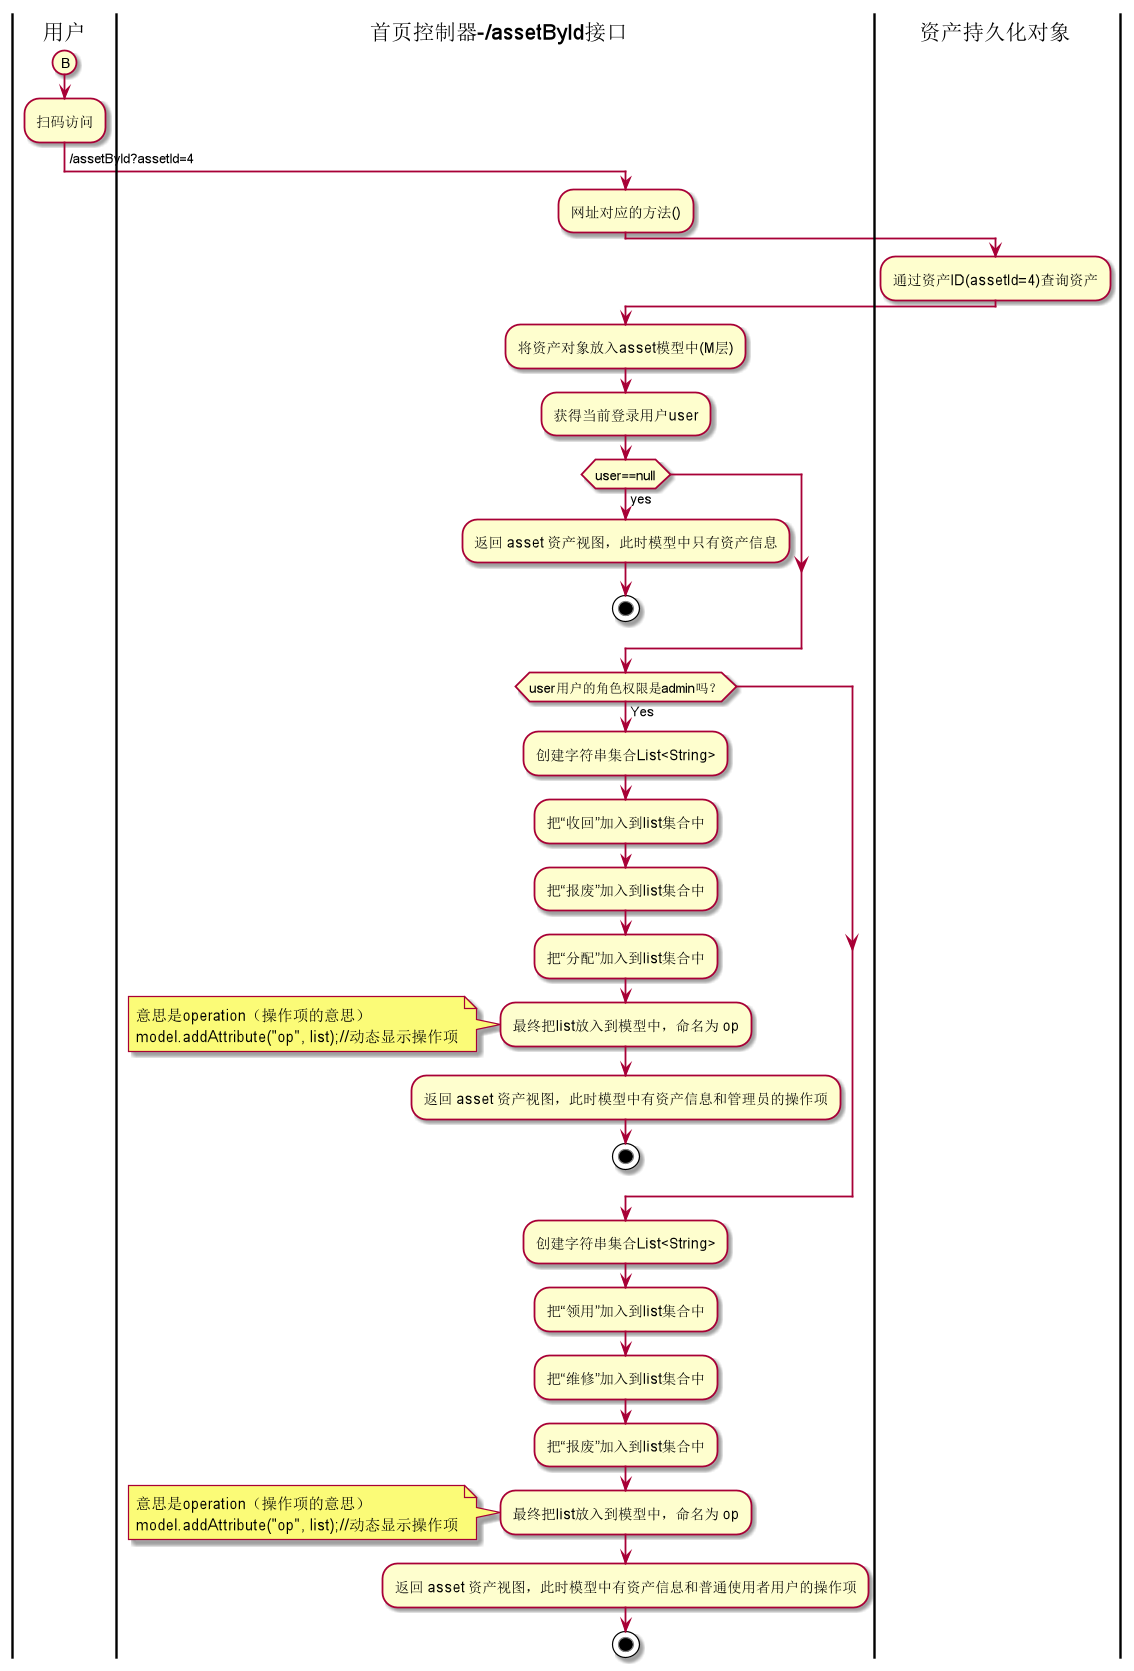 用户
首页控制器-/assetById接口
资产持久化对象
B
扫码访问
/assetById?assetId=4
网址对应的方法()
通过资产ID(assetId=4)查询资产
将资产对象放入asset模型中(M层)
获得当前登录用户user
user==null
yes
返回 asset 资产视图，此时模型中只有资产信息
user用户的角色权限是admin吗?
Yes
创建字符串集合List<String>
把“收回”加入到list集合中
把“报废”加入到list集合中
把“分配”加入到list集合中
意思是operation（操作项的意思）
model.addAttribute("op", list);//动态显示操作项
最终把list放入到模型中，命名为 op
返回 asset 资产视图，此时模型中有资产信息和管理员的操作项
创建字符串集合List<String>
把“领用”加入到list集合中
把“维修”加入到list集合中
把“报废”加入到list集合中
意思是operation（操作项的意思）
model.addAttribute("op", list);//动态显示操作项
最终把list放入到模型中，命名为 op
返回 asset 资产视图，此时模型中有资产信息和普通使用者用户的操作项